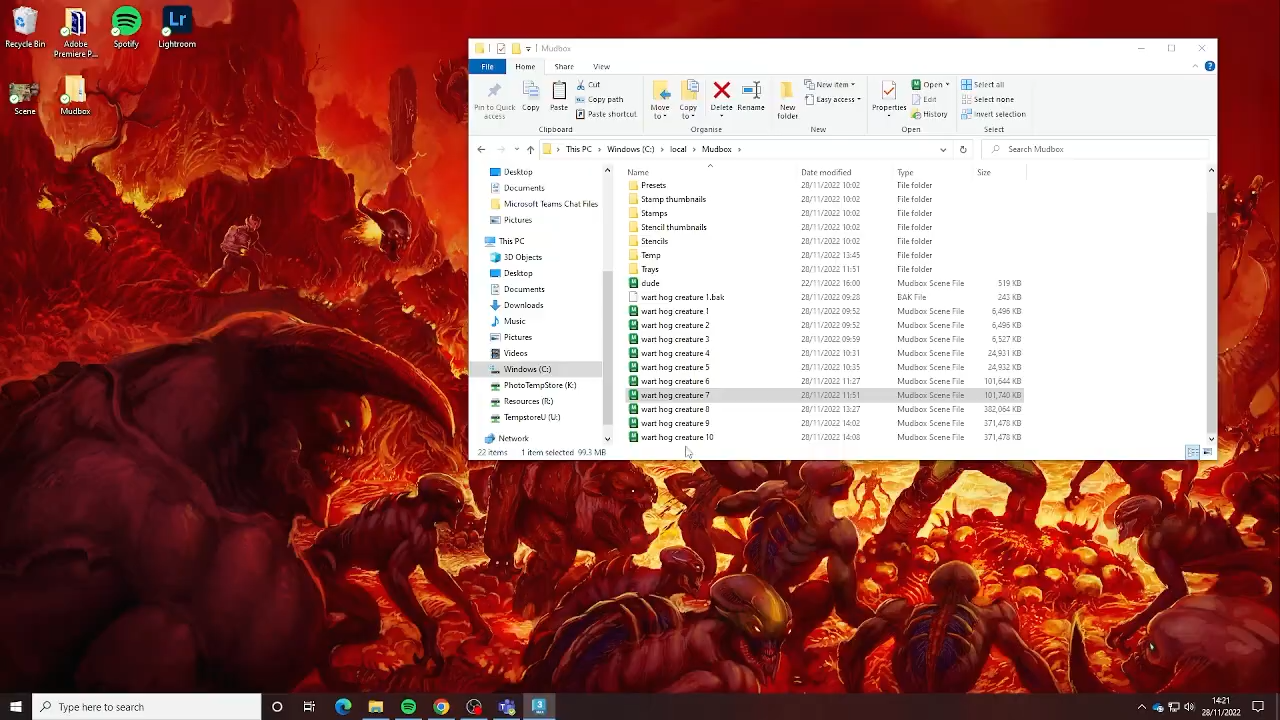 Recycle Bin
Adobe Premiere P...
Spotify
Lightroom
Lr
Scene
Mudbox
Mudbox
File Home Share View
Pin to Quick access
Copy
Paste
Cut
Copy path
Paste shortcut
Move to
Copy to
Delete
Rename
New folder
New item
Easy access
Properties
Open
Edit
History
Select all
Select none
Invert selection
Clipboard Organise New Open Select
This PC Windows (C:) local Mudbox
Search Mudbox
Desktop
Documents
Microsoft Teams Chat Files
Pictures
This PC
3D Objects
Desktop
Documents
Downloads
Music
Pictures
Videos
Windows (C:)
PhotoTempStore (K:)
Resources (R:)
TempstoreU (U:)
Network
Name Date modified Type Size
Presets 28/11/2022 10:02 File folder
Stamp thumbnails 28/11/2022 10:02 File folder
Stamps 28/11/2022 10:02 File folder
Stencil thumbnails 28/11/2022 10:02 File folder
Stencils 28/11/2022 10:02 File folder
Temp 28/11/2022 13:45 File folder
Trays 28/11/2022 11:51 File folder
dude 22/11/2022 16:00 Mudbox Scene File 519 KB
wart hog creature 1.bak 28/11/2022 09:28 BAK File 243 KB
wart hog creature 1 28/11/2022 09:52 Mudbox Scene File 6,496 KB
wart hog creature 2 28/11/2022 09:52 Mudbox Scene File 6,496 KB
wart hog creature 3 28/11/2022 09:59 Mudbox Scene File 6,527 KB
wart hog creature 4 28/11/2022 10:31 Mudbox Scene File 24,931 KB
wart hog creature 5 28/11/2022 10:35 Mudbox Scene File 24,932 KB
wart hog creature 6 28/11/2022 11:27 Mudbox Scene File 101,644 KB
wart hog creature 7 28/11/2022 11:51 Mudbox Scene File 101,740 KB
wart hog creature 8 28/11/2022 13:27 Mudbox Scene File 382,064 KB
wart hog creature 9 28/11/2022 14:02 Mudbox Scene File 371,478 KB
wart hog creature 10 28/11/2022 14:08 Mudbox Scene File 371,478 KB
22 items 1 item selected 99.3 MB
Type here to search
14:21
28/11/2022